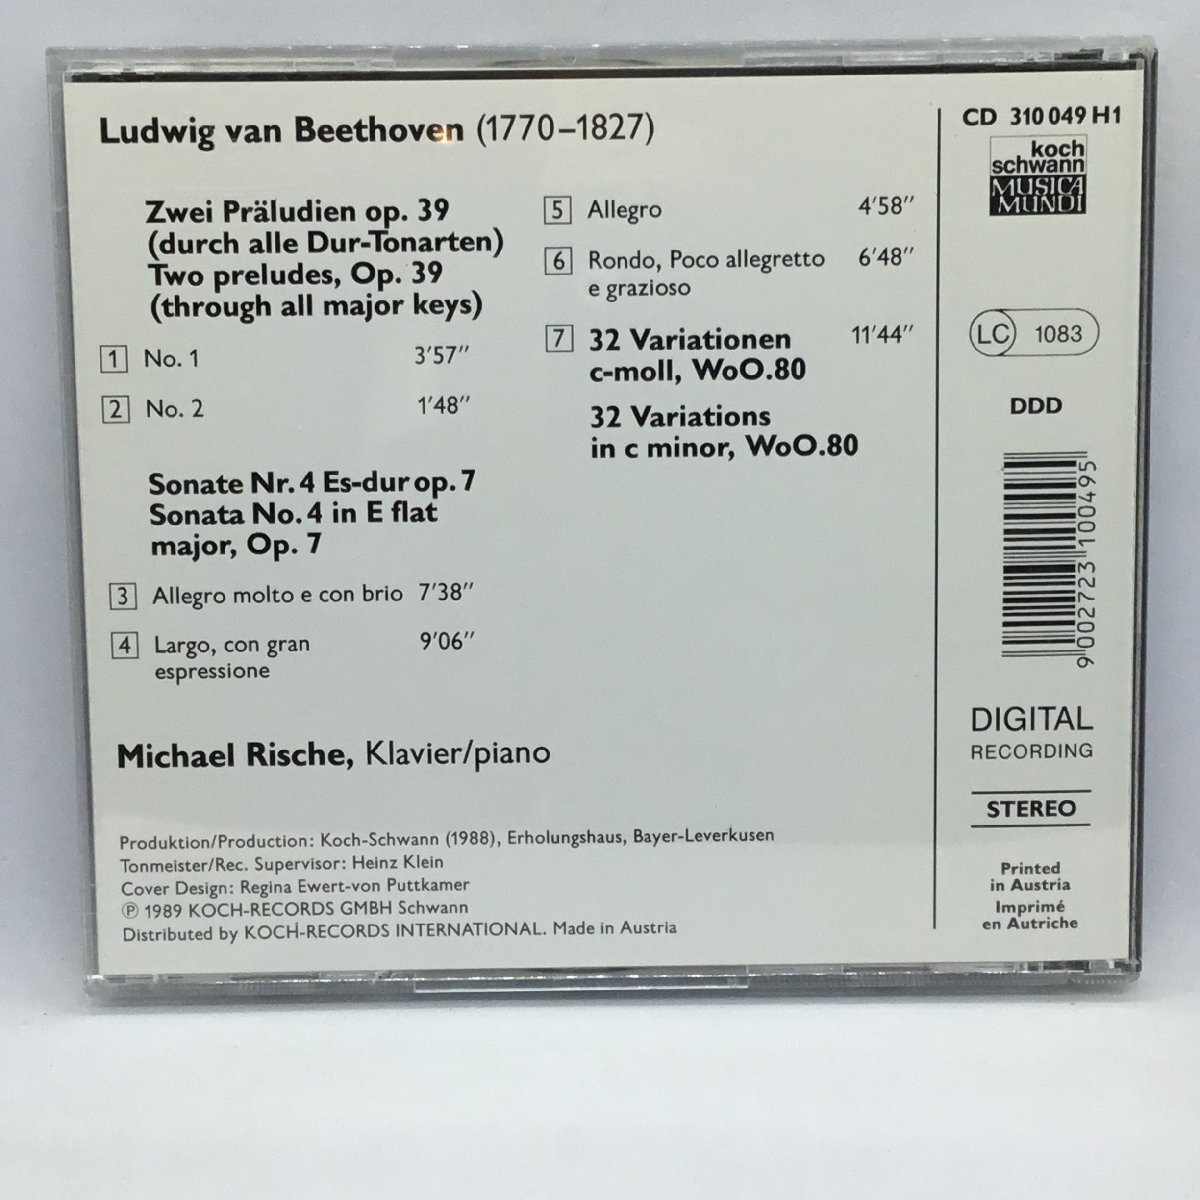 Ludwig van Beethoven (1770–1827)
Zwei Präludien op. 39
(durch alle Dur-Tonarten)
Two preludes, Op. 39
(through all major keys)
1 No. 1 3′57″
2 No. 2 1′48″
Sonate Nr. 4 Es-dur op. 7
Sonata No. 4 in E flat
major, Op. 7
3 Allegro molto e con brio 7′38″
4 Largo, con gran 9′06″
espressione
5 Allegro 4′58″
6 Rondo, Poco allegretto 6′48″
e grazioso
7 32 Variationen 11′44″
c-moll, WoO.80
32 Variations
in c minor, WoO.80
Michael Rische, Klavier/piano
Produktion/Production: Koch-Schwann (1988), Erholungshaus, Bayer-Leverkusen
Tonmeister/Rec. Supervisor: Heinz Klein
Cover Design: Regina Ewert-von Puttkamer
℗ 1989 KOCH-RECORDS GMBH Schwann
Distributed by KOCH-RECORDS INTERNATIONAL. Made in Austria
CD 310 049 H1
koch
schwann
MUSICA
MUNDI
LC 1083
DDD
9 002723 100495
DIGITAL
RECORDING
STEREO
Printed
in Austria
Imprimé
en Autriche